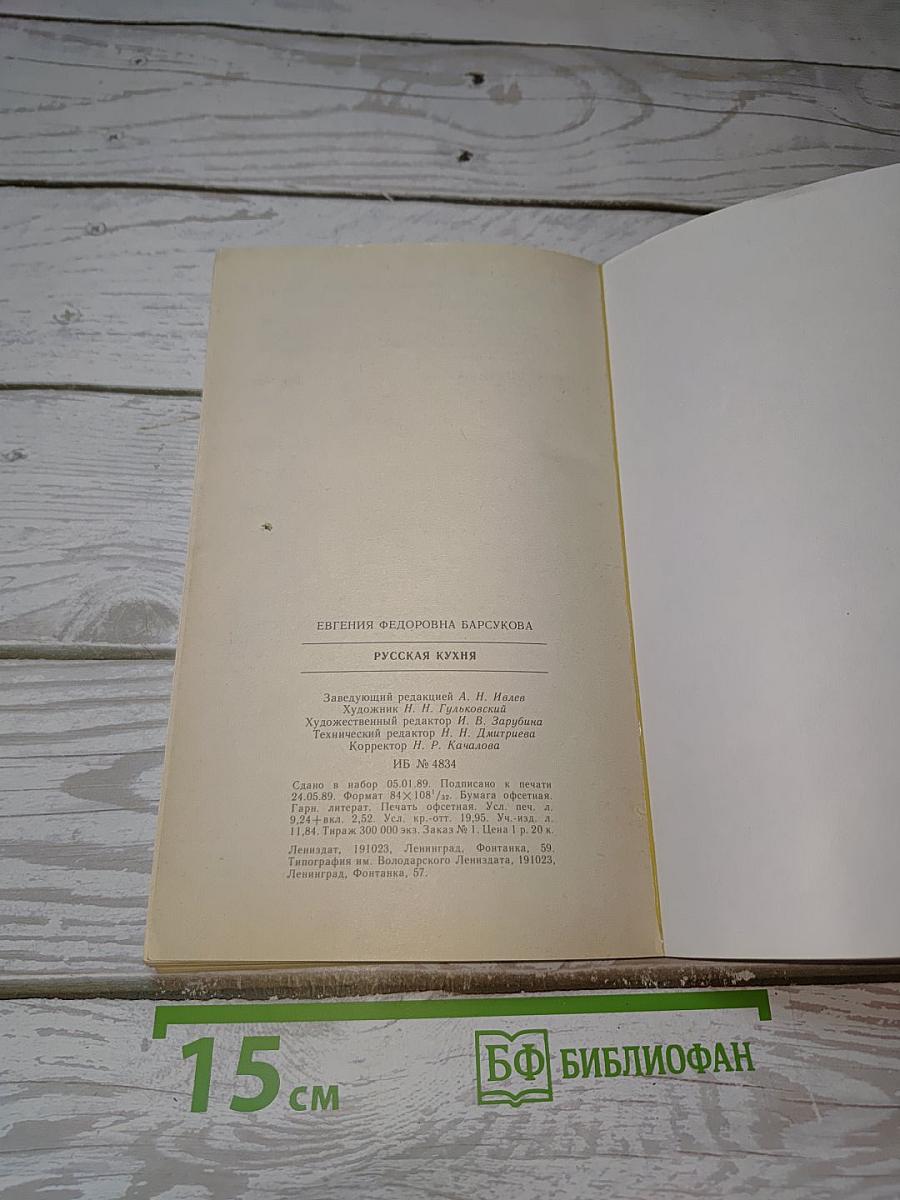 ЕВГЕНИЯ ФЕДОРОВНА БАРСУКОВА
РУССКАЯ КУХНЯ
Заведующий редакцией А. Н. Ивлев
Художник Н. Н. Гульковский
Художественный редактор И. В. Зарубина
Технический редактор Н. Н. Дмитриева
Корректор Н. Р. Качалова
ИБ № 4834
Сдано в набор 05.01.89. Подписано к печати
24.05.89. Формат 84×108¹/₃₂. Бумага офсетная.
Гарн. литерат. Печать офсетная. Усл. печ. л.
9,24+вкл. 2,52. Усл. кр.-отт. 19,95. Уч.-изд. л.
11,84. Тираж 300 000 экз. Заказ № 1. Цена 1 р. 20 к.
Лениздат, 191023, Ленинград, Фонтанка, 59.
Типография им. Володарского Лениздата, 191023,
Ленинград, Фонтанка, 57.
15 см
БФ БИБЛИОФАН